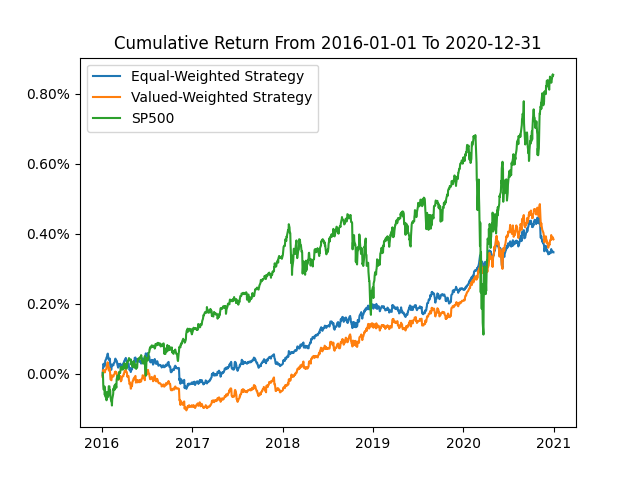 Cumulative Return From 2016-01-01 To 2020-12-31
Equal-Weighted Strategy
Valued-Weighted Strategy
SP500
0.80%
0.60%
0.40%
0.20%
0.00%
2016 2017 2018 2019 2020 2021